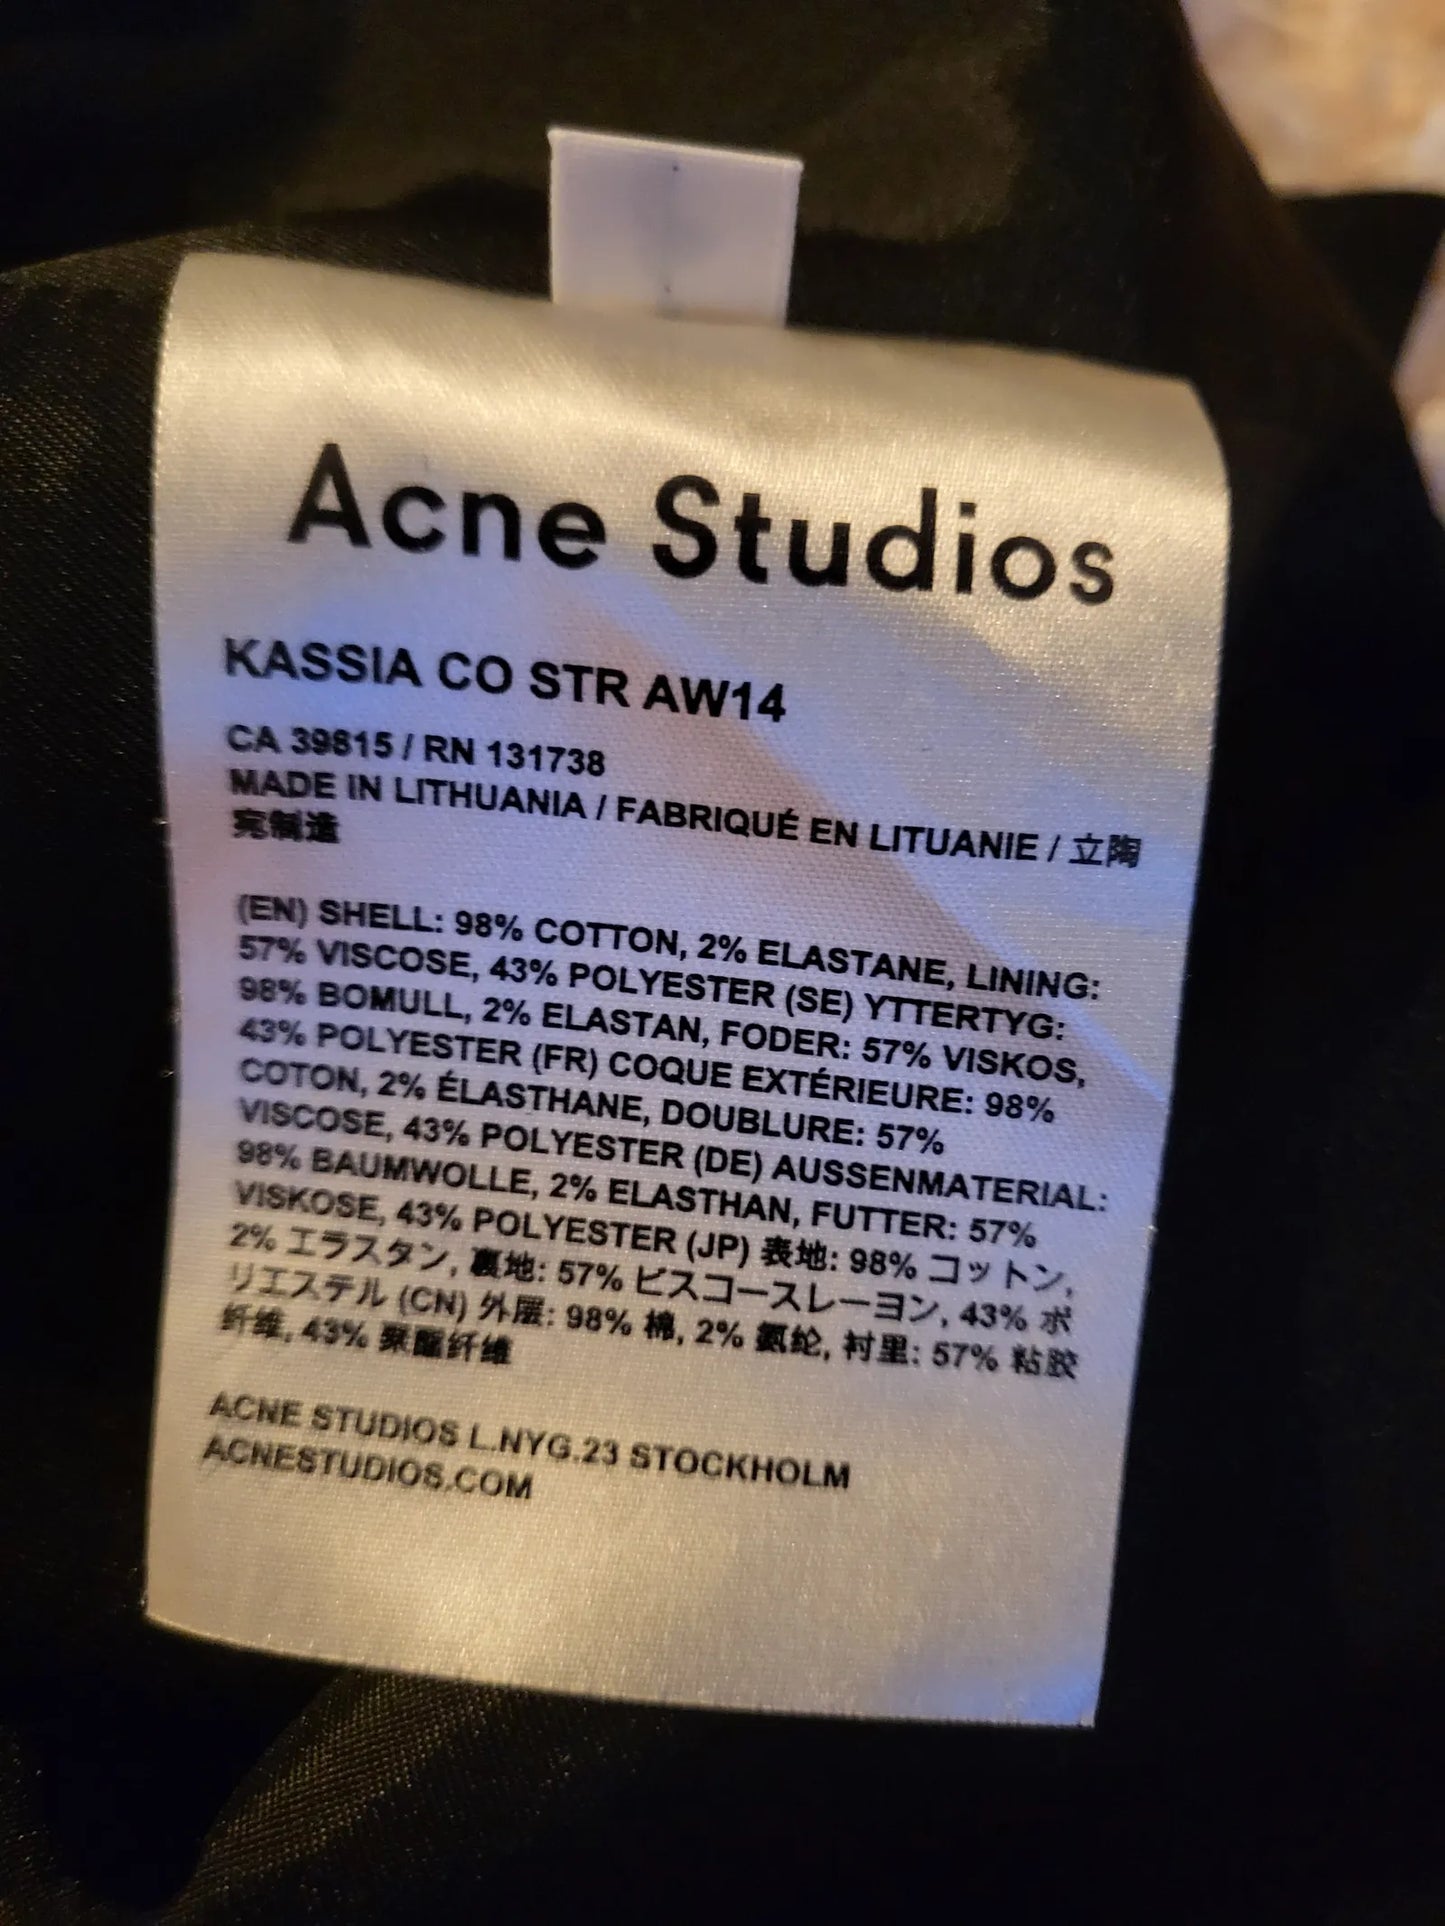 Acne Studios
KASSIA CO STR AW14
CA 39815 / RN 131738
MADE IN LITHUANIA / FABRIQUÉ EN LITUANIE / 立陶
宛制造
(EN) SHELL: 98% COTTON, 2% ELASTANE, LINING:
57% VISCOSE, 43% POLYESTER (SE) YTTERTYG:
98% BOMULL, 2% ELASTAN, FODER: 57% VISKOS,
43% POLYESTER (FR) COQUE EXTÉRIEURE: 98%
COTON, 2% ÉLASTHANE, DOUBLURE: 57%
VISCOSE, 43% POLYESTER (DE) AUSSENMATERIAL:
98% BAUMWOLLE, 2% ELASTHAN, FUTTER: 57%
VISKOSE, 43% POLYESTER (JP) 表地: 98% コットン,
2% エラスタン, 裏地: 57% ビスコースレーヨン, 43% ポ
リエステル (CN) 外层: 98% 棉, 2% 氨纶, 衬里: 57% 粘胶
纤维, 43% 聚酯纤维
ACNE STUDIOS L.NYG.23 STOCKHOLM
ACNESTUDIOS.COM